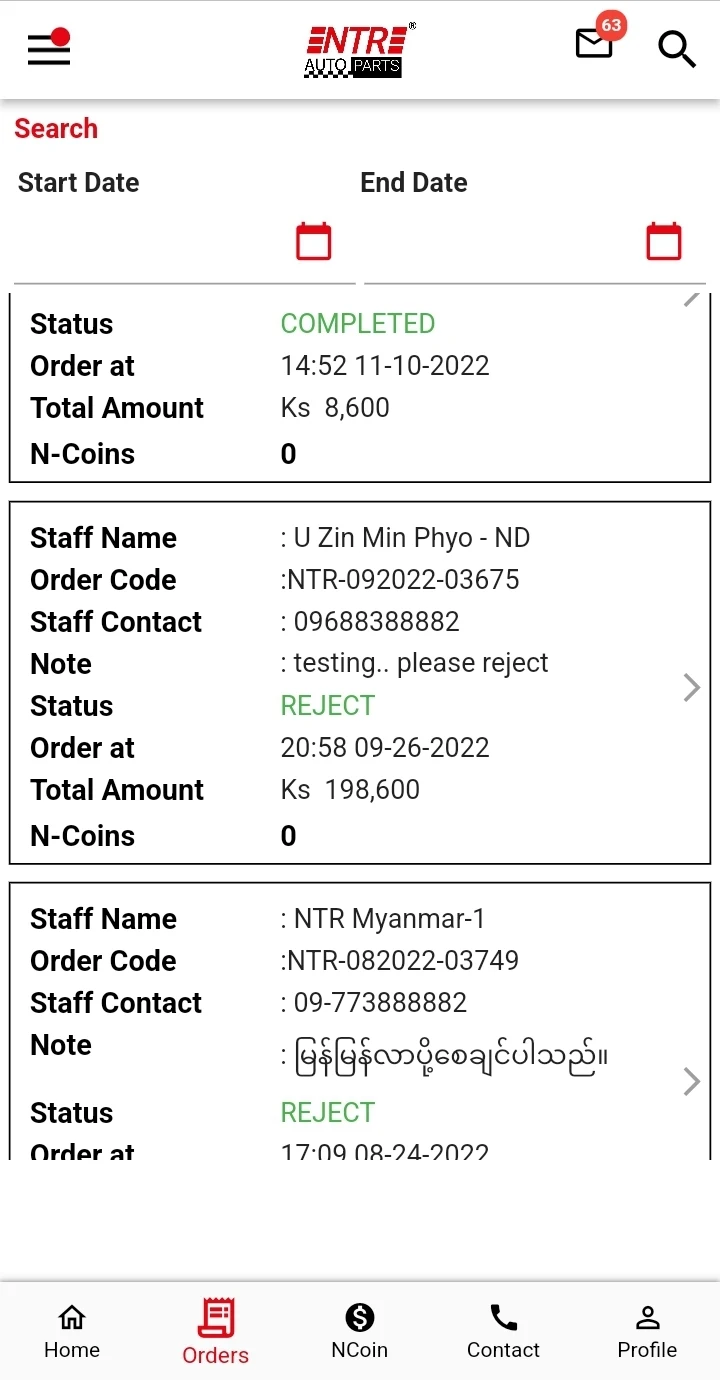 63
ENTRE®
AUTO PARTS
Search
Start Date End Date
Status COMPLETED
Order at 14:52 11-10-2022
Total Amount Ks 8,600
N-Coins 0
Staff Name : U Zin Min Phyo - ND
Order Code :NTR-092022-03675
Staff Contact : 09688388882
Note : testing.. please reject
Status REJECT
Order at 20:58 09-26-2022
Total Amount Ks 198,600
N-Coins 0
Staff Name : NTR Myanmar-1
Order Code :NTR-082022-03749
Staff Contact : 09-773888882
Note : မြန်မြန်လာပို့စေချင်ပါသည်။
Status REJECT
Order at 17:09 08-24-2022
Home Orders NCoin Contact Profile